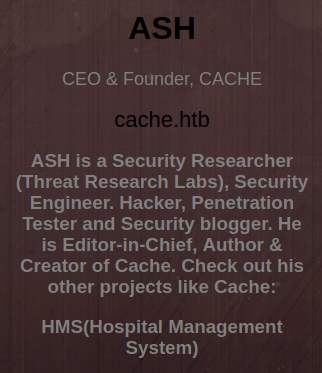 ASH
CEO & Founder, CACHE
cache.htb
ASH is a Security Researcher
(Threat Research Labs), Security
Engineer. Hacker, Penetration
Tester and Security blogger. He
is Editor-in-Chief, Author &
Creator of Cache. Check out his
other projects like Cache:
HMS(Hospital Management
System)